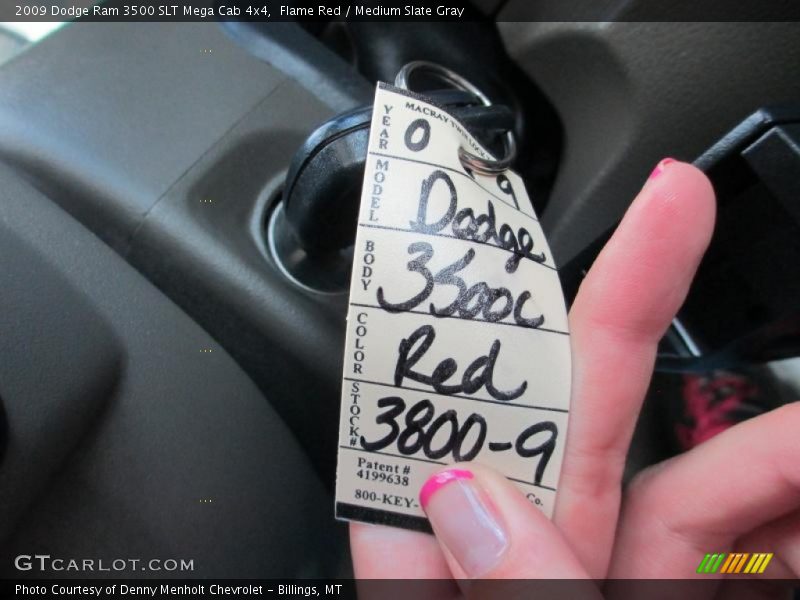 2009 Dodge Ram 3500 SLT Mega Cab 4x4, Flame Red / Medium Slate Gray
MACRAY TWIN LOCK
YEAR 0 9
MODEL Dodge
BODY 3500c
COLOR Red
STOCK# 3800-9
Patent #
4199638
800-KEY- Co.
GTCARLOT.COM
Photo Courtesy of Denny Menholt Chevrolet - Billings, MT